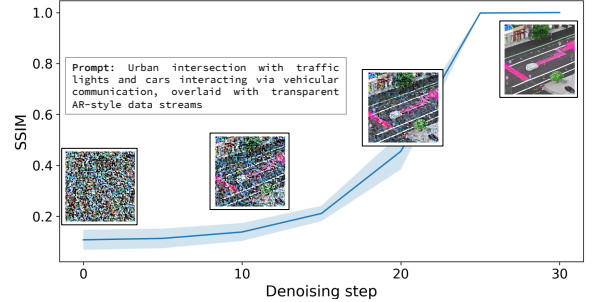 1.0
0.8
0.6
0.4
0.2
SSIM
Prompt: Urban intersection with traffic
lights and cars interacting via vehicular
communication, overlaid with transparent
AR-style data streams
0 10 20 30
Denoising step